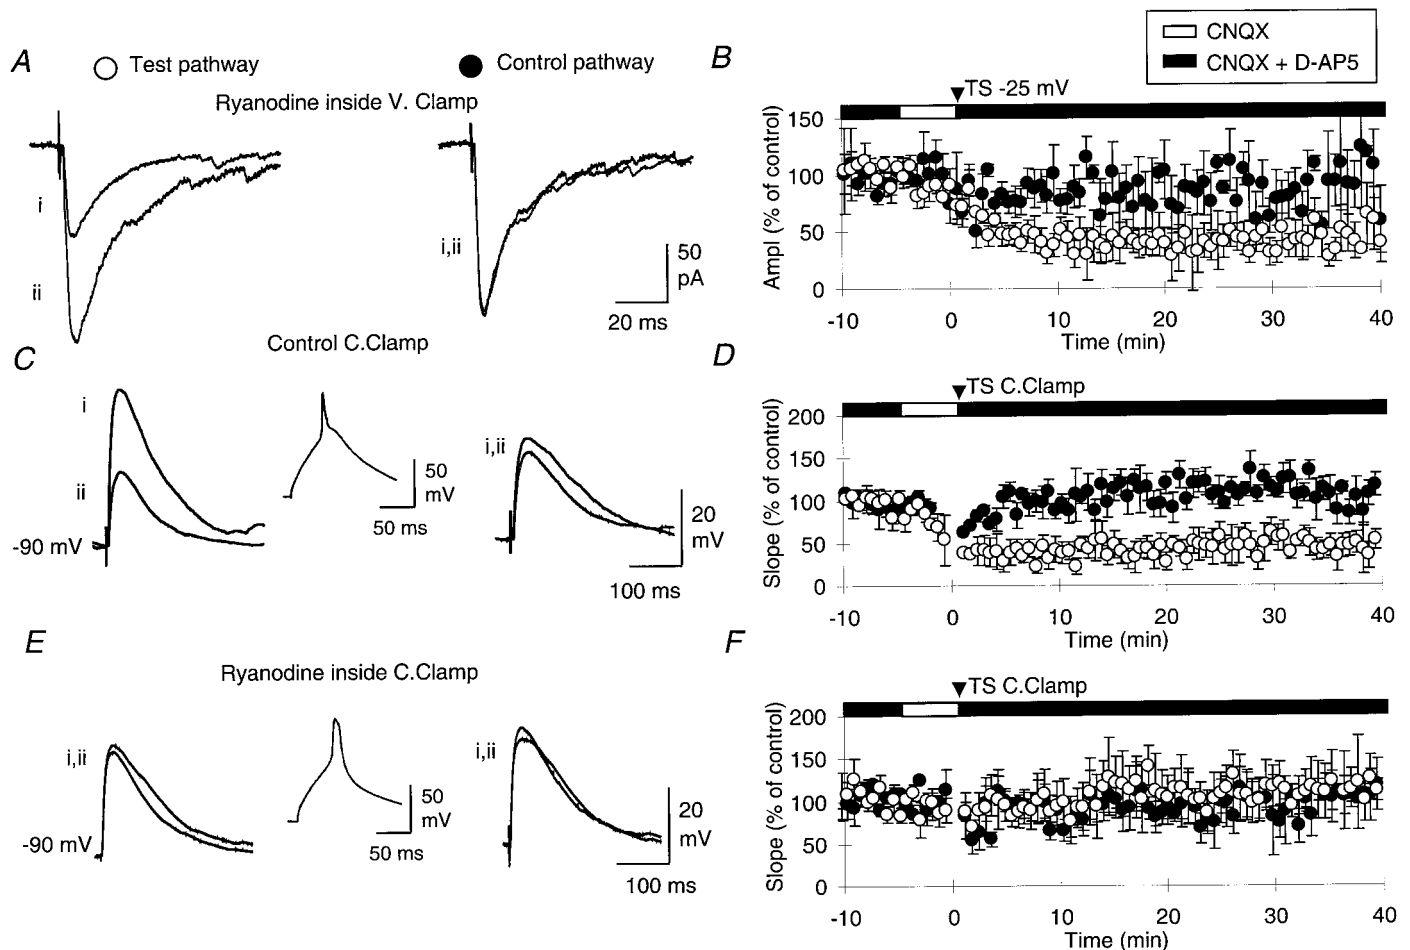 CNQX
CNQX + D-AP5
A
Test pathway
Control pathway
Ryanodine inside V. Clamp
i
ii
i,ii
50
pA
20 ms
B
TS -25 mV
Ampl (% of control)
150
100
50
0
-10 0 10 20 30 40
Time (min)
C
Control C.Clamp
i
ii
-90 mV
50
mV
50 ms
i,ii
20
mV
100 ms
D
TS C.Clamp
Slope (% of control)
200
150
100
50
0
-10 0 10 20 30 40
Time (min)
E
Ryanodine inside C.Clamp
i,ii
-90 mV
50
mV
50 ms
i,ii
20
mV
100 ms
F
TS C.Clamp
Slope (% of control)
200
150
100
50
0
-10 0 10 20 30 40
Time (min)